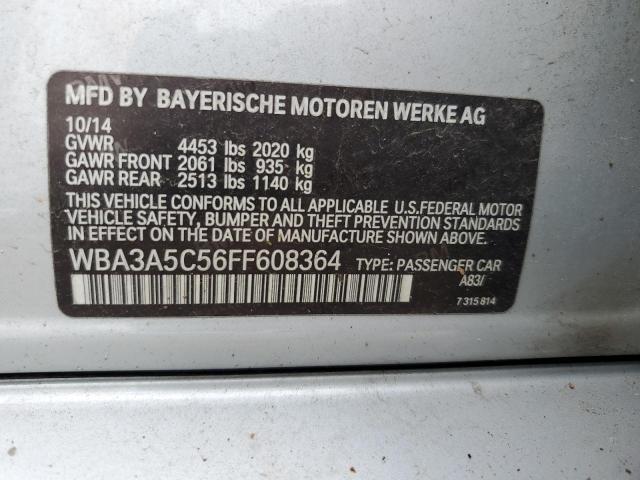 MFD BY BAYERISCHE MOTOREN WERKE AG
10/14
GVWR 4453 lbs 2020 kg
GAWR FRONT 2061 lbs 935 kg
GAWR REAR 2513 lbs 1140 kg
THIS VEHICLE CONFORMS TO ALL APPLICABLE U.S.FEDERAL MOTOR
VEHICLE SAFETY, BUMPER AND THEFT PREVENTION STANDARDS
IN EFFECT ON THE DATE OF MANUFACTURE SHOWN ABOVE.
WBA3A5C56FF608364 TYPE: PASSENGER CAR
A83/
7 315 814